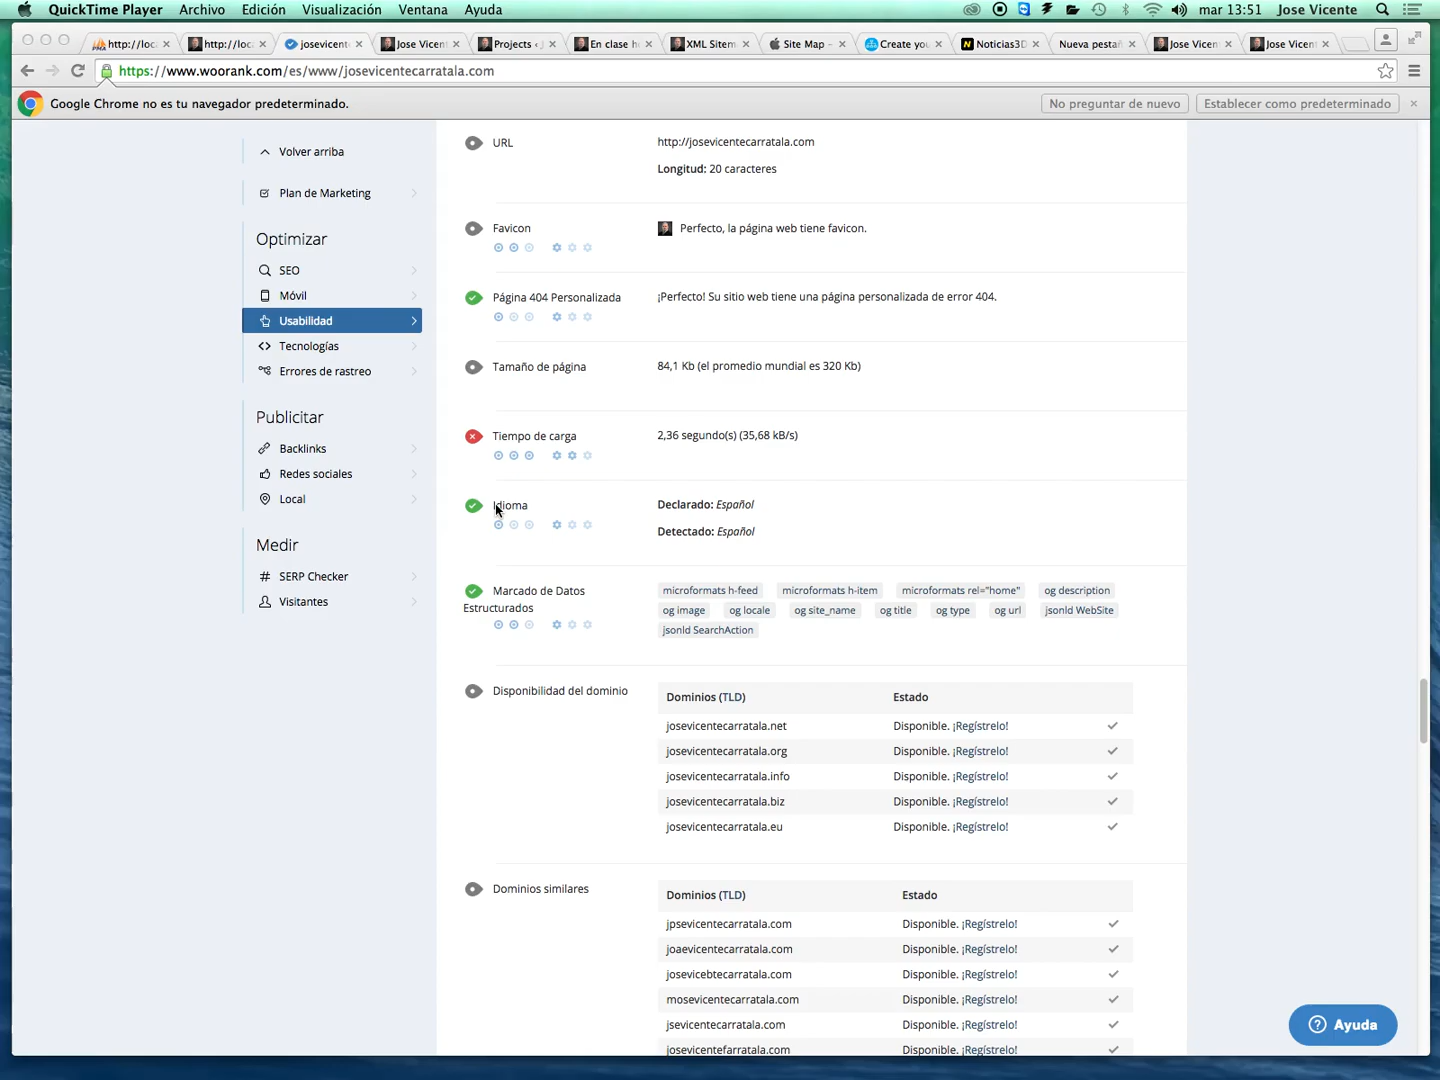 QuickTime Player Archivo Edición Visualización Ventana Ayuda mar 13:51 Jose Vicente
http://loc: http://loc: josevicent Jose Vicent Projects ‹ J En clase h XML Sitem Site Map – Create you Noticias3D Nueva pestañ Jose Vicent Jose Vicent
https://www.woorank.com/es/www/josevicentecarratala.com
Google Chrome no es tu navegador predeterminado. No preguntar de nuevo Establecer como predeterminado
Volver arriba
Plan de Marketing
Optimizar
SEO
Móvil
Usabilidad
Tecnologías
Errores de rastreo
Publicitar
Backlinks
Redes sociales
Local
Medir
SERP Checker
Visitantes
URL http://josevicentecarratala.com
Longitud: 20 caracteres
Favicon Perfecto, la página web tiene favicon.
Página 404 Personalizada ¡Perfecto! Su sitio web tiene una página personalizada de error 404.
Tamaño de página 84,1 Kb (el promedio mundial es 320 Kb)
Tiempo de carga 2,36 segundo(s) (35,68 kB/s)
Idioma Declarado: Español
Detectado: Español
Marcado de Datos
Estructurados
microformats h-feed microformats h-item microformats rel="home" og description
og image og locale og site_name og title og type og url jsonld WebSite
jsonld SearchAction
Disponibilidad del dominio
Dominios (TLD) Estado
josevicentecarratala.net Disponible. ¡Regístrelo!
josevicentecarratala.org Disponible. ¡Regístrelo!
josevicentecarratala.info Disponible. ¡Regístrelo!
josevicentecarratala.biz Disponible. ¡Regístrelo!
josevicentecarratala.eu Disponible. ¡Regístrelo!
Dominios similares
Dominios (TLD) Estado
jpsevicentecarratala.com Disponible. ¡Regístrelo!
joaevicentecarratala.com Disponible. ¡Regístrelo!
josevicebtecarratala.com Disponible. ¡Regístrelo!
mosevicentecarratala.com Disponible. ¡Regístrelo!
jsevicentecarratala.com Disponible. ¡Regístrelo!
josevicentefarratala.com Disponible. ¡Regístrelo!
Ayuda